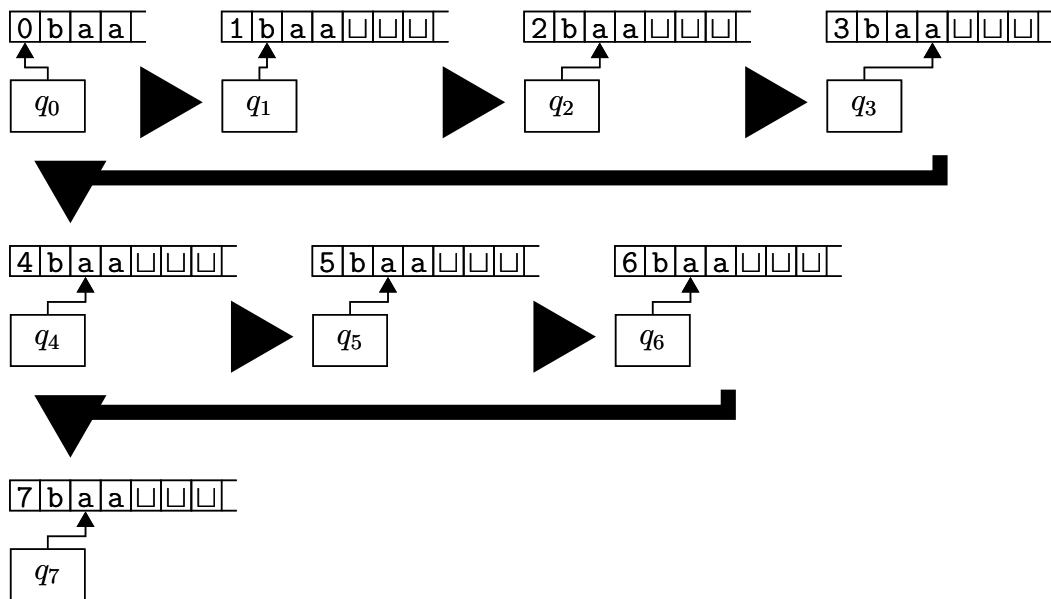 0 b a a 1 b a a ⊔ ⊔ ⊔ 2 b a a ⊔ ⊔ ⊔ 3 b a a ⊔ ⊔ ⊔
q₀ q₁ q₂ q₃
4 b a a ⊔ ⊔ ⊔ 5 b a a ⊔ ⊔ ⊔ 6 b a a ⊔ ⊔ ⊔
q₄ q₅ q₆
7 b a a ⊔ ⊔ ⊔
q₇